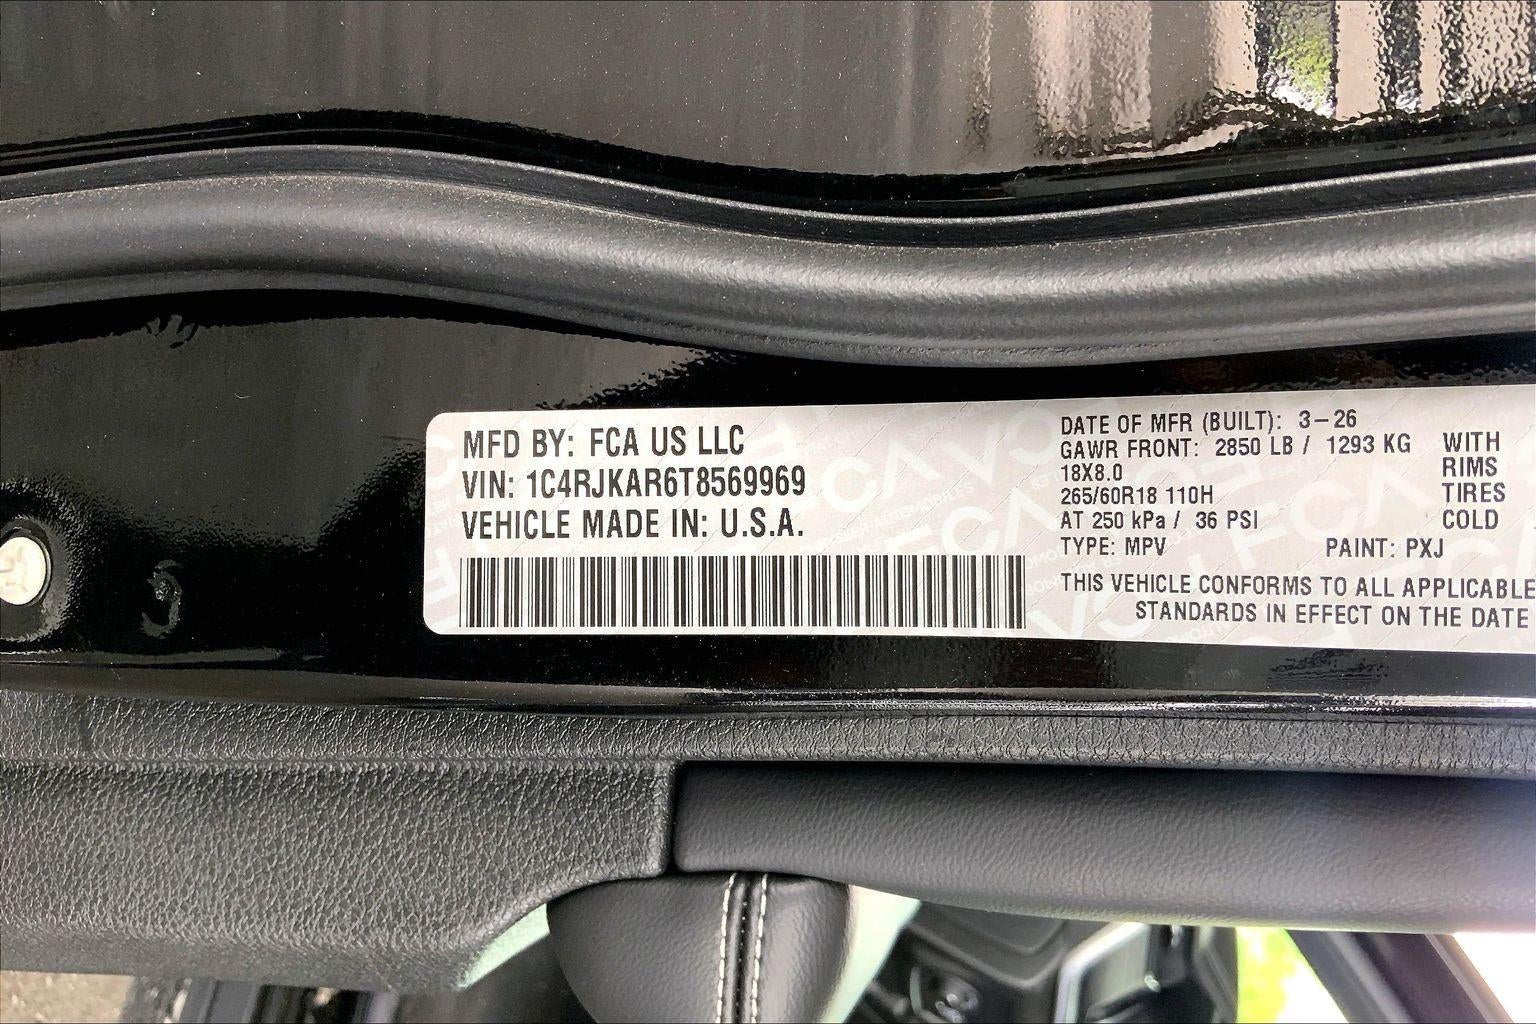 MFD BY: FCA US LLC
VIN: 1C4RJKAR6T8569969
VEHICLE MADE IN: U.S.A.
DATE OF MFR (BUILT): 3-26
GAWR FRONT: 2850 LB / 1293 KG WITH
18X8.0 RIMS
265/60R18 110H TIRES
AT 250 kPa / 36 PSI COLD
TYPE: MPV PAINT: PXJ
THIS VEHICLE CONFORMS TO ALL APPLICABLE
STANDARDS IN EFFECT ON THE DATE